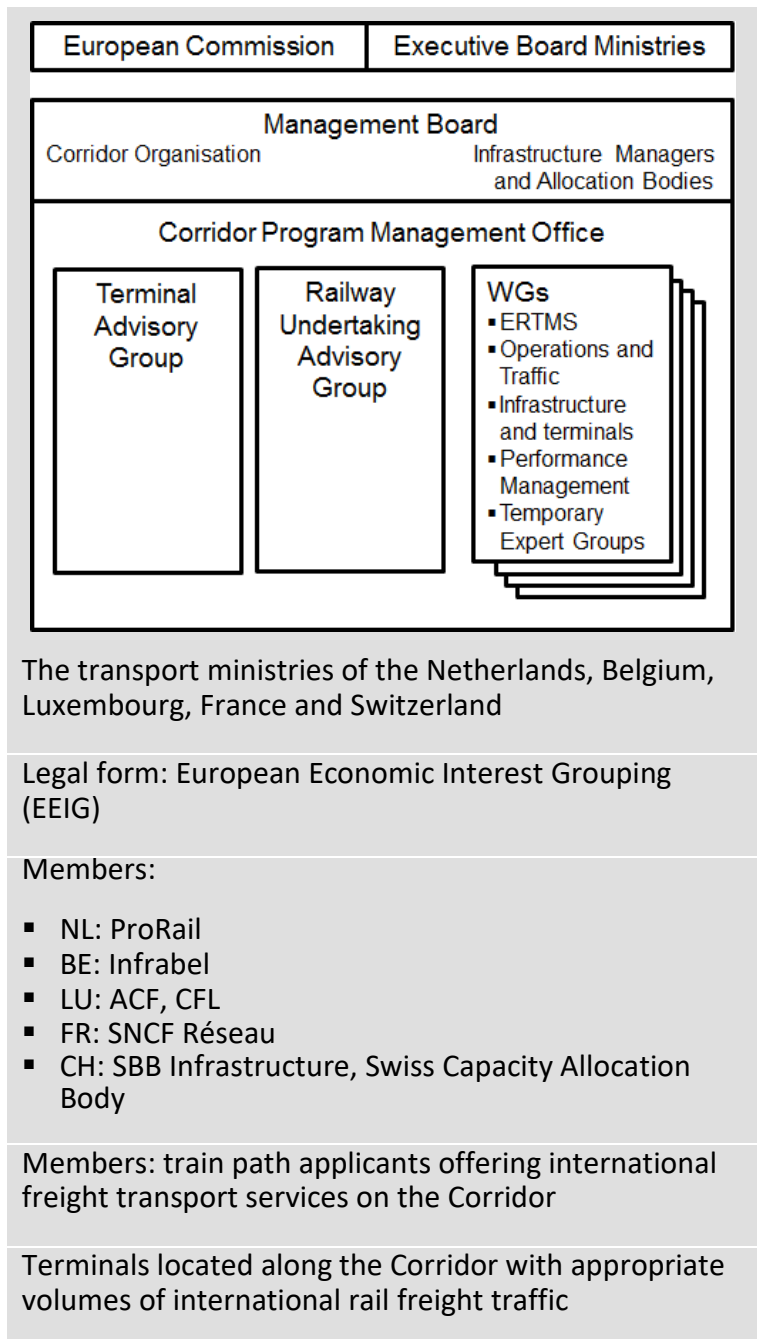 European Commission
Executive Board Ministries
Management Board
Corridor Organisation
Infrastructure Managers
and Allocation Bodies
Corridor Program Management Office
Terminal
Advisory
Group
Railway
Undertaking
Advisory
Group
WGs
▪ERTMS
▪Operations and
Traffic
▪Infrastructure
and terminals
▪Performance
Management
▪Temporary
Expert Groups
The transport ministries of the Netherlands, Belgium,
Luxembourg, France and Switzerland
Legal form: European Economic Interest Grouping
(EEIG)
Members:
▪ NL: ProRail
▪ BE: Infrabel
▪ LU: ACF, CFL
▪ FR: SNCF Réseau
▪ CH: SBB Infrastructure, Swiss Capacity Allocation
Body
Members: train path applicants offering international
freight transport services on the Corridor
Terminals located along the Corridor with appropriate
volumes of international rail freight traffic